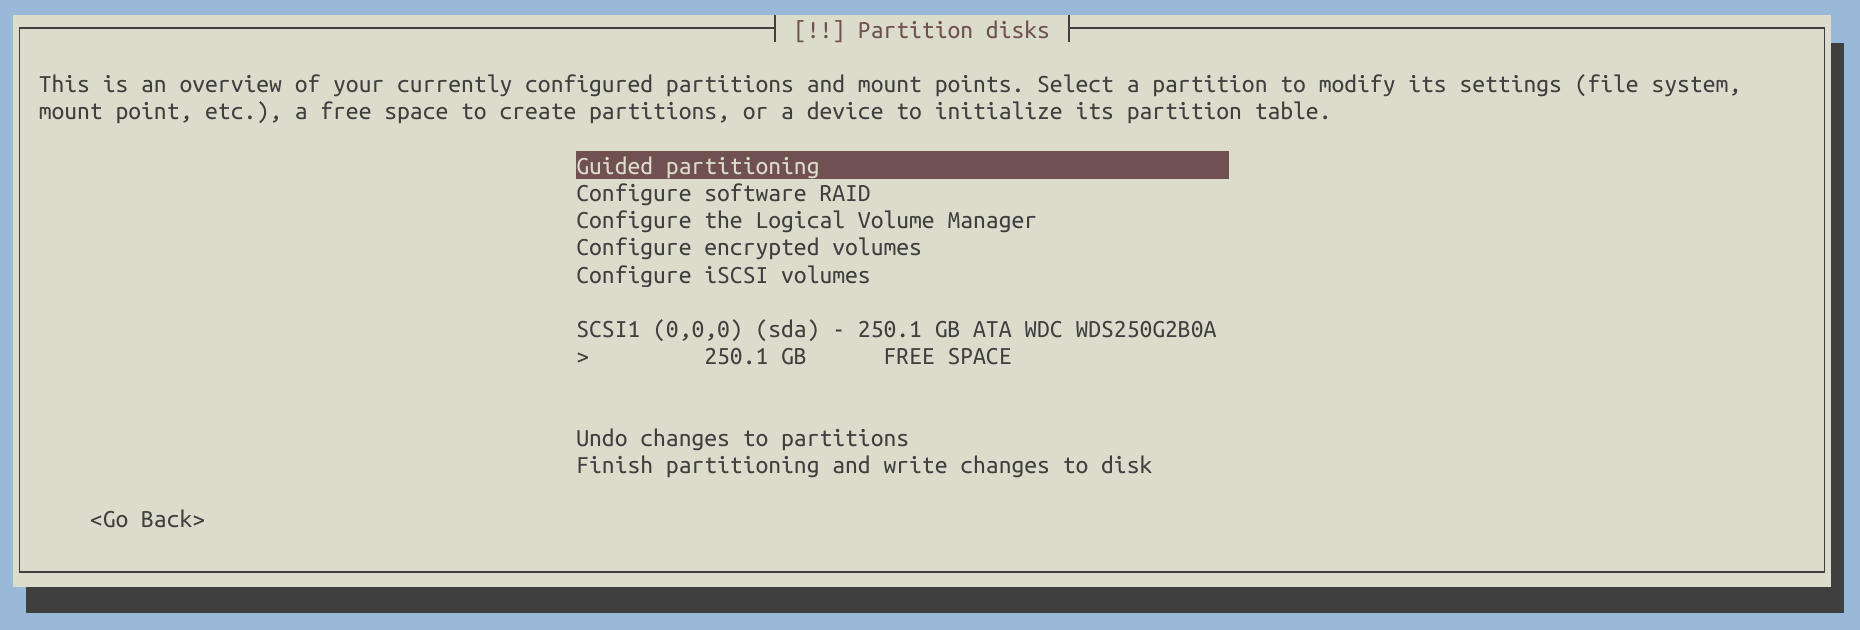 [!!] Partition disks
This is an overview of your currently configured partitions and mount points. Select a partition to modify its settings (file system,
mount point, etc.), a free space to create partitions, or a device to initialize its partition table.
Guided partitioning
Configure software RAID
Configure the Logical Volume Manager
Configure encrypted volumes
Configure iSCSI volumes
SCSI1 (0,0,0) (sda) - 250.1 GB ATA WDC WDS250G2B0A
>         250.1 GB      FREE SPACE
Undo changes to partitions
Finish partitioning and write changes to disk
<Go Back>